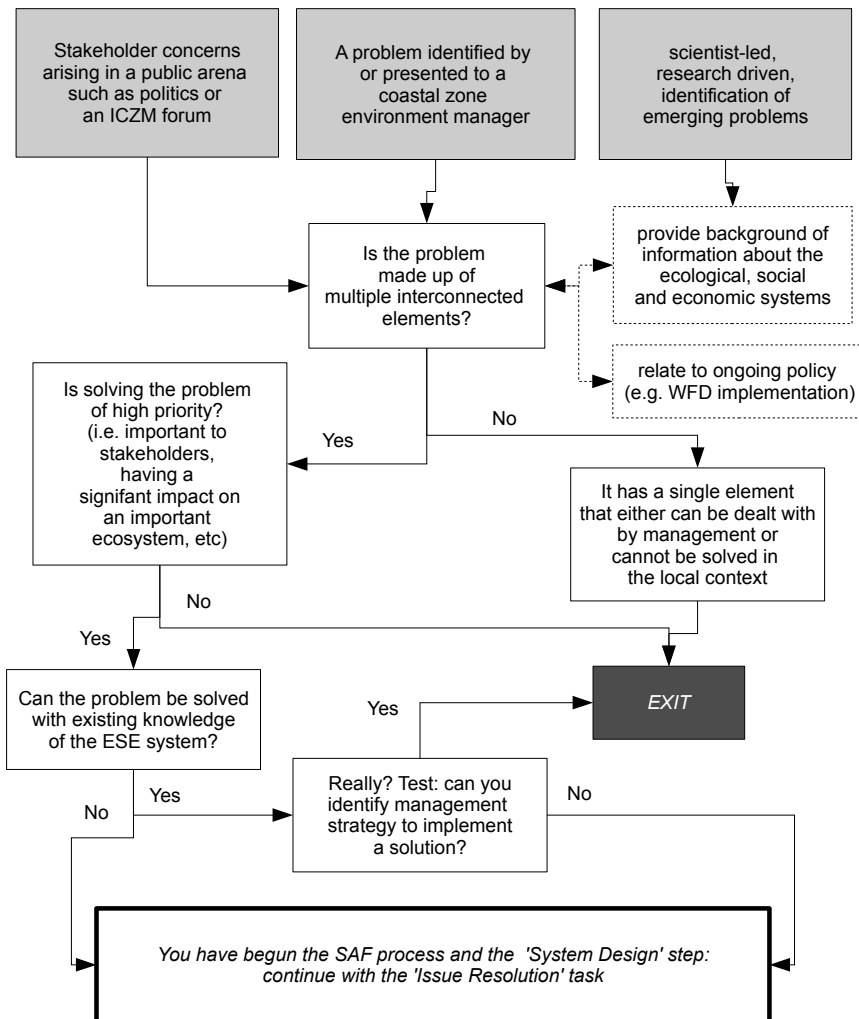 Stakeholder concerns
arising in a public arena
such as politics or
an ICZM forum
A problem identified by
or presented to a
coastal zone
environment manager
scientist-led,
research driven,
identification of
emerging problems
Is the problem
made up of
multiple interconnected
elements?
provide background of
information about the
ecological, social
and economic systems
relate to ongoing policy
(e.g. WFD implementation)
Is solving the problem
of high priority?
(i.e. important to
stakeholders,
having a
signifant impact on
an important
ecosystem, etc)
Yes
No
It has a single element
that either can be dealt with
by management or
cannot be solved in
the local context
No
Yes
Can the problem be solved
with existing knowledge
of the ESE system?
Yes
EXIT
No
Yes
Really? Test: can you
identify management
strategy to implement
a solution?
No
You have begun the SAF process and the 'System Design' step:
continue with the 'Issue Resolution' task